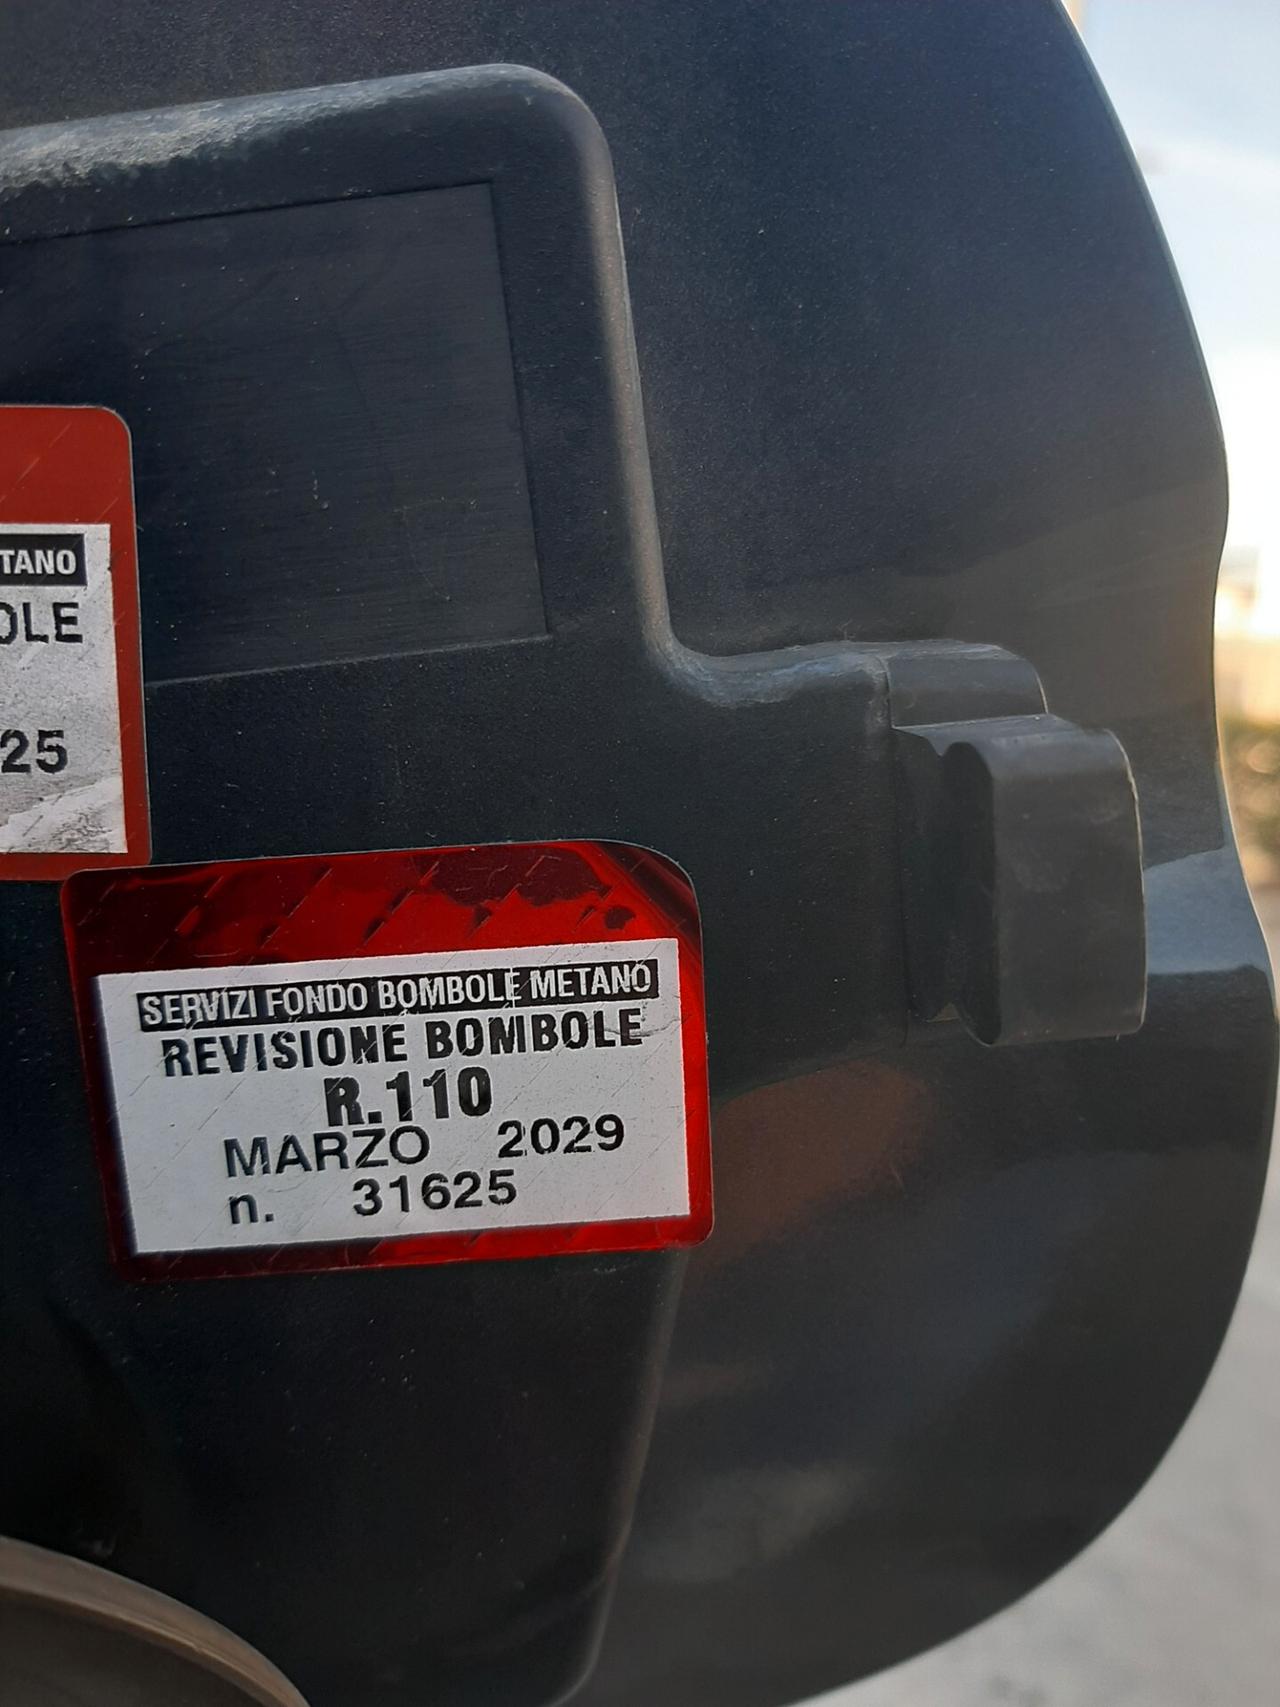 TANO
OLE
25
SERVIZI FONDO BOMBOLE METANO
REVISIONE BOMBOLE
R.110
MARZO 2029
n. 31625